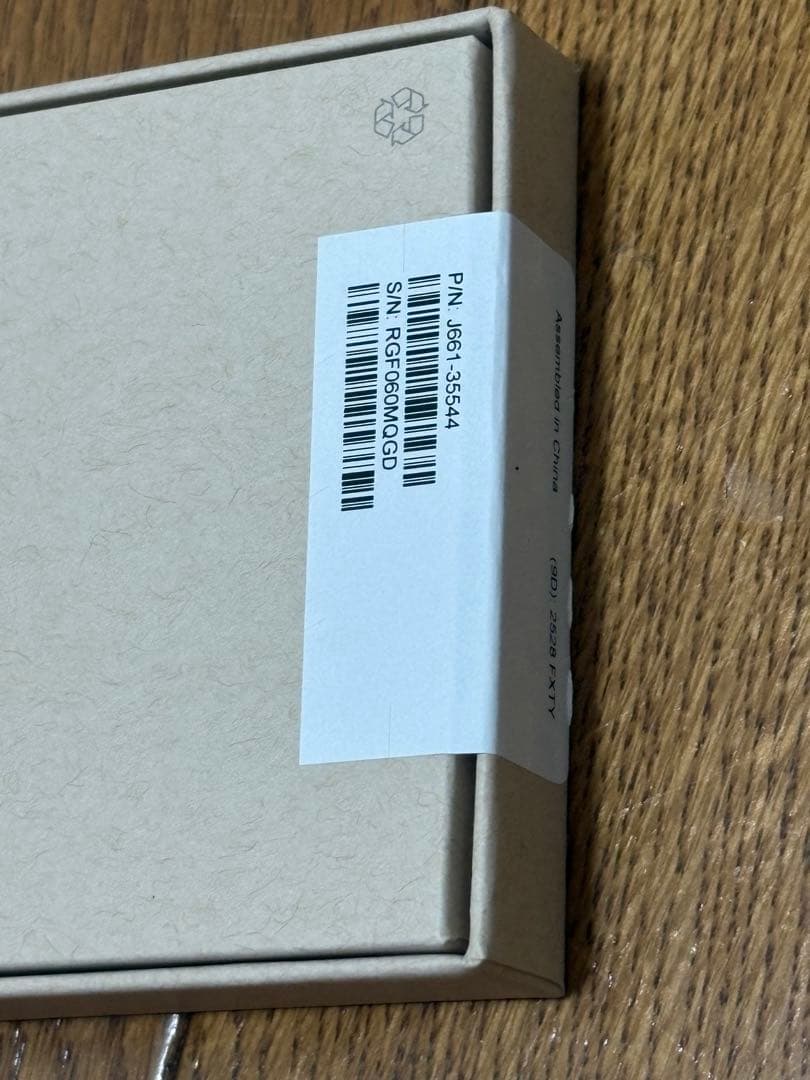 P/N: J661-35544
S/N: RGF060MQGD
Assembled in China (9D) 2528 FXTY